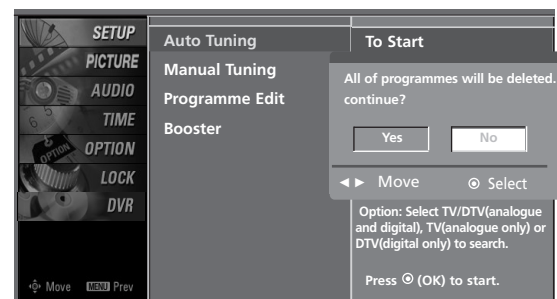 SETUP
PICTURE
AUDIO
TIME
OPTION
LOCK
DVR
Move MENU Prev
Auto Tuning
Manual Tuning
Programme Edit
Booster
To Start
All of programmes will be deleted.
continue?
Yes No
Move Select
Option: Select TV/DTV(analogue
and digital), TV(analogue only) or
DTV(digital only) to search.
Press (OK) to start.